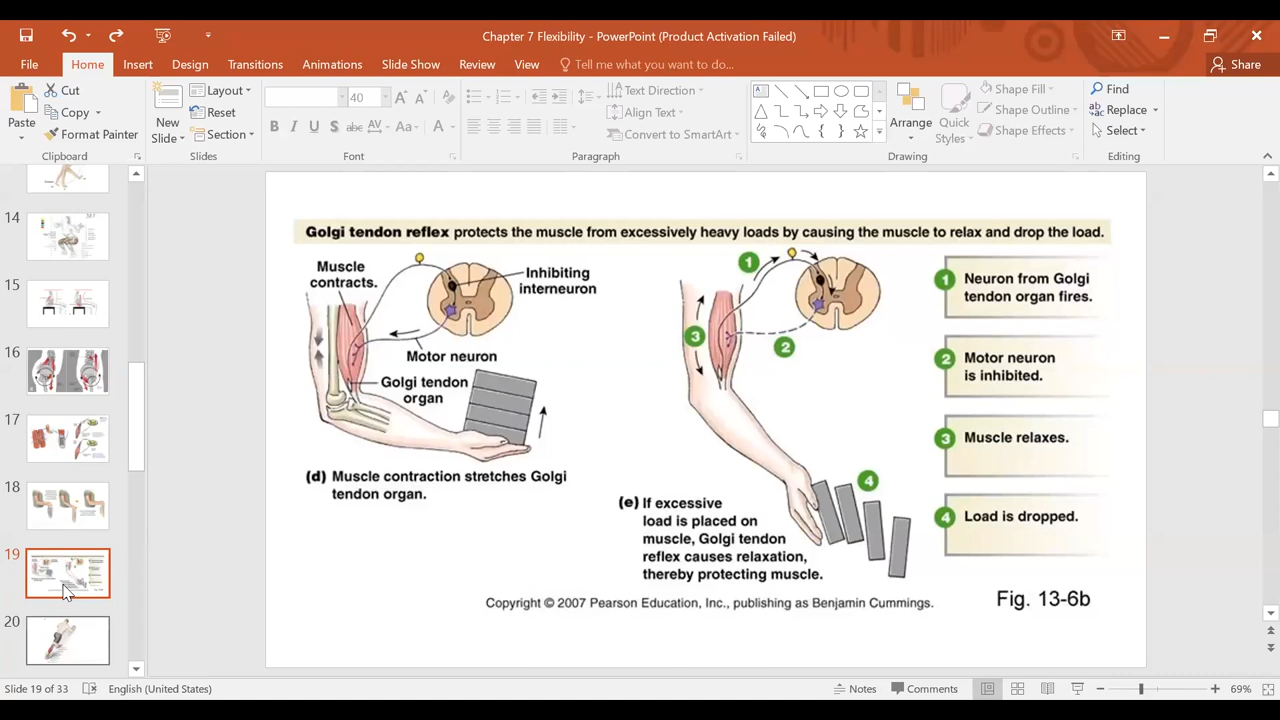 Chapter 7 Flexibility - PowerPoint (Product Activation Failed)
File Home Insert Design Transitions Animations Slide Show Review View Tell me what you want to do... Share
Paste
Cut
Copy
Format Painter
Clipboard
New Slide
Layout
Reset
Section
Slides
40
B I U S abc AV Aa A
Font
Text Direction
Align Text
Convert to SmartArt
Paragraph
Arrange
Quick Styles
Shape Fill
Shape Outline
Shape Effects
Drawing
Find
Replace
Select
Editing
14
15
16
17
18
19
20
Golgi tendon reflex protects the muscle from excessively heavy loads by causing the muscle to relax and drop the load.
Muscle
contracts.
Inhibiting
interneuron
Motor neuron
Golgi tendon
organ
(d) Muscle contraction stretches Golgi
tendon organ.
1
2
3
4
(e) If excessive
load is placed on
muscle, Golgi tendon
reflex causes relaxation,
thereby protecting muscle.
1 Neuron from Golgi
tendon organ fires.
2 Motor neuron
is inhibited.
3 Muscle relaxes.
4 Load is dropped.
Copyright © 2007 Pearson Education, Inc., publishing as Benjamin Cummings.
Fig. 13-6b
Slide 19 of 33 English (United States) Notes Comments 69%